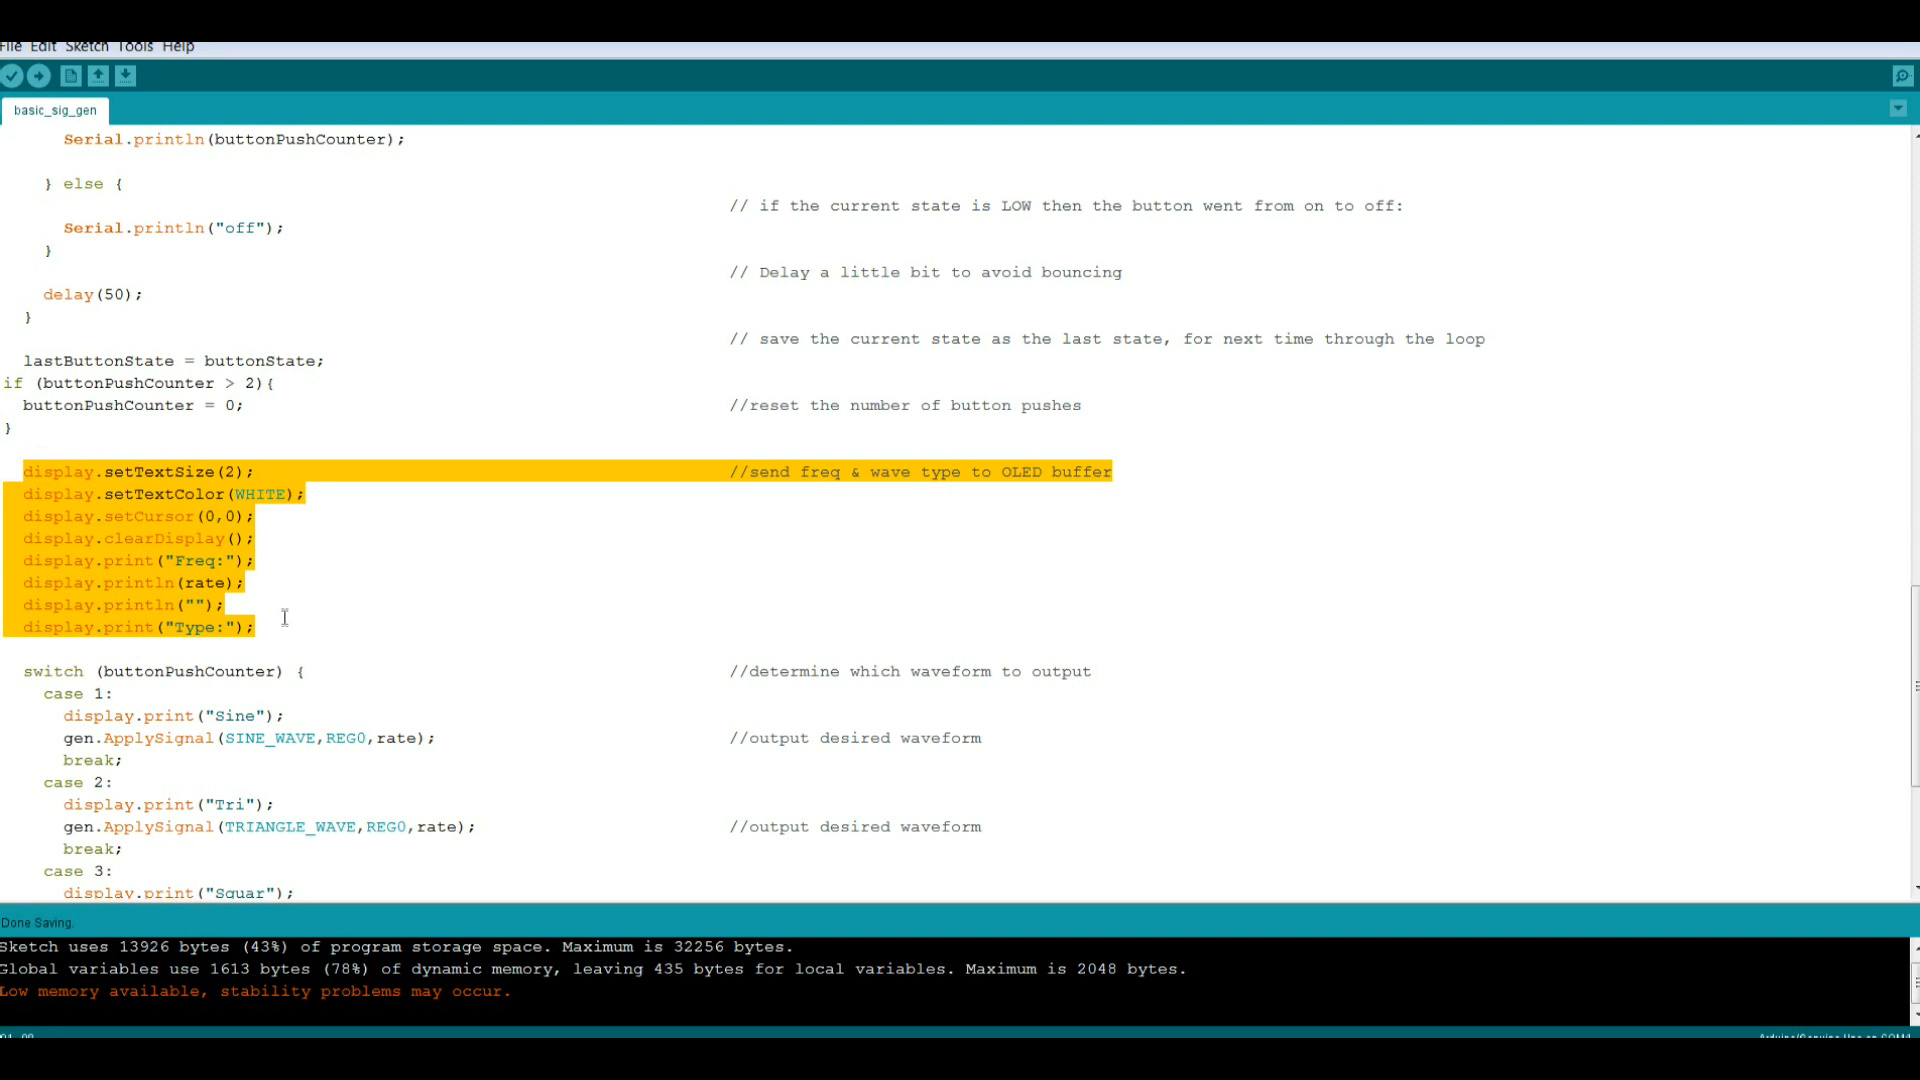 File Edit Sketch Tools Help
basic_sig_gen
Serial.println(buttonPushCounter);
} else {
// if the current state is LOW then the button went from on to off:
Serial.println("off");
}
// Delay a little bit to avoid bouncing
delay(50);
}
// save the current state as the last state, for next time through the loop
lastButtonState = buttonState;
if (buttonPushCounter > 2){
buttonPushCounter = 0; //reset the number of button pushes
}
display.setTextSize(2); //send freq & wave type to OLED buffer
display.setTextColor(WHITE);
display.setCursor(0,0);
display.clearDisplay();
display.print("Freq:");
display.println(rate);
display.println("");
display.print("Type:");
switch (buttonPushCounter) { //determine which waveform to output
case 1:
display.print("Sine");
gen.ApplySignal(SINE_WAVE,REG0,rate); //output desired waveform
break;
case 2:
display.print("Tri");
gen.ApplySignal(TRIANGLE_WAVE,REG0,rate); //output desired waveform
break;
case 3:
display.print("Squar");
Done Saving.
Sketch uses 13926 bytes (43%) of program storage space. Maximum is 32256 bytes.
Global variables use 1613 bytes (78%) of dynamic memory, leaving 435 bytes for local variables. Maximum is 2048 bytes.
Low memory available, stability problems may occur.